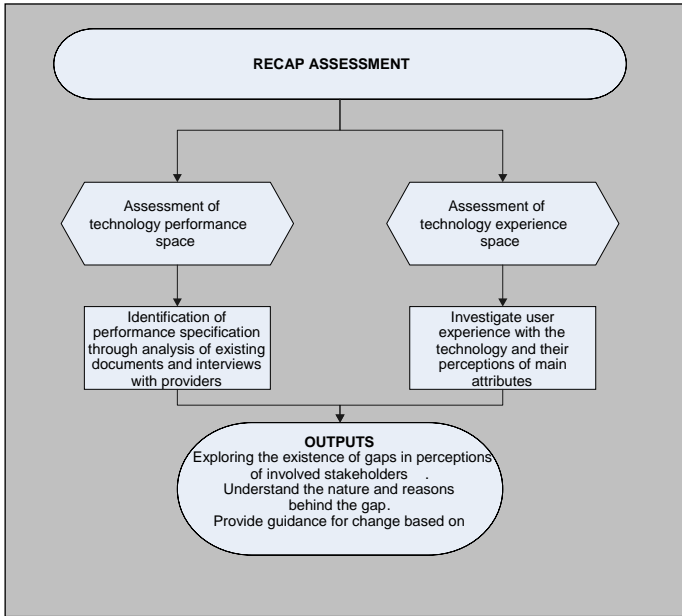 RECAP ASSESSMENT
Assessment of
technology performance
space
Assessment of
technology experience
space
Identification of
performance specification
through analysis of existing
documents and interviews
with providers
Investigate user
experience with the
technology and their
perceptions of main
attributes
OUTPUTS
Exploring the existence of gaps in perceptions
of involved stakeholders .
Understand the nature and reasons
behind the gap.
Provide guidance for change based on